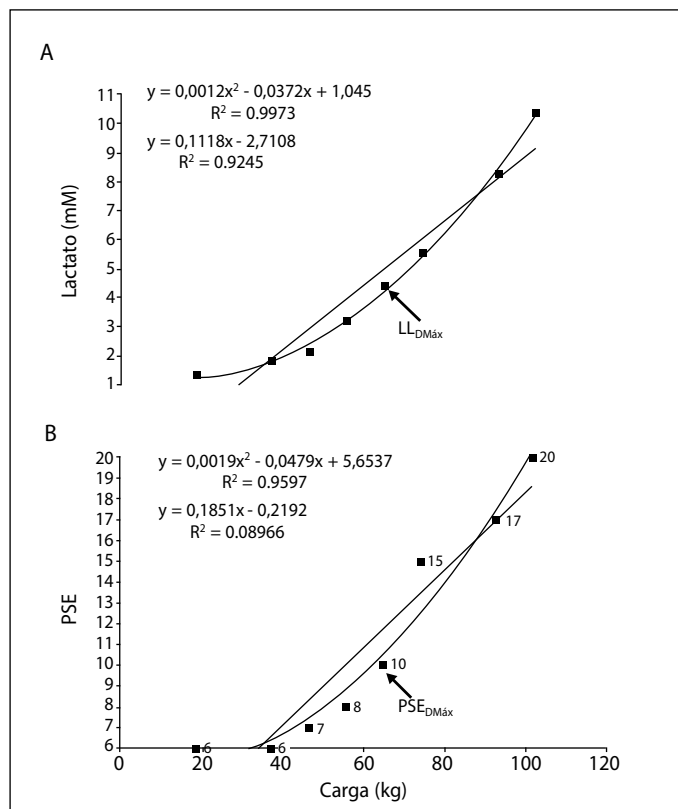 A
y = 0,0012x² - 0,0372x + 1,045
R² = 0.9973
y = 0,1118x - 2,7108
R² = 0.9245
11
10
9
8
7
6
5
4
3
2
1
Lactato (mM)
LL_DMáx
B
y = 0,0019x² - 0,0479x + 5,6537
R² = 0.9597
y = 0,1851x - 0,2192
R² = 0.08966
20
19
18
17
16
15
14
13
12
11
10
9
8
7
6
PSE
20
17
15
10
8
7
6
6
PSE_DMáx
0 20 40 60 80 100 120
Carga (kg)